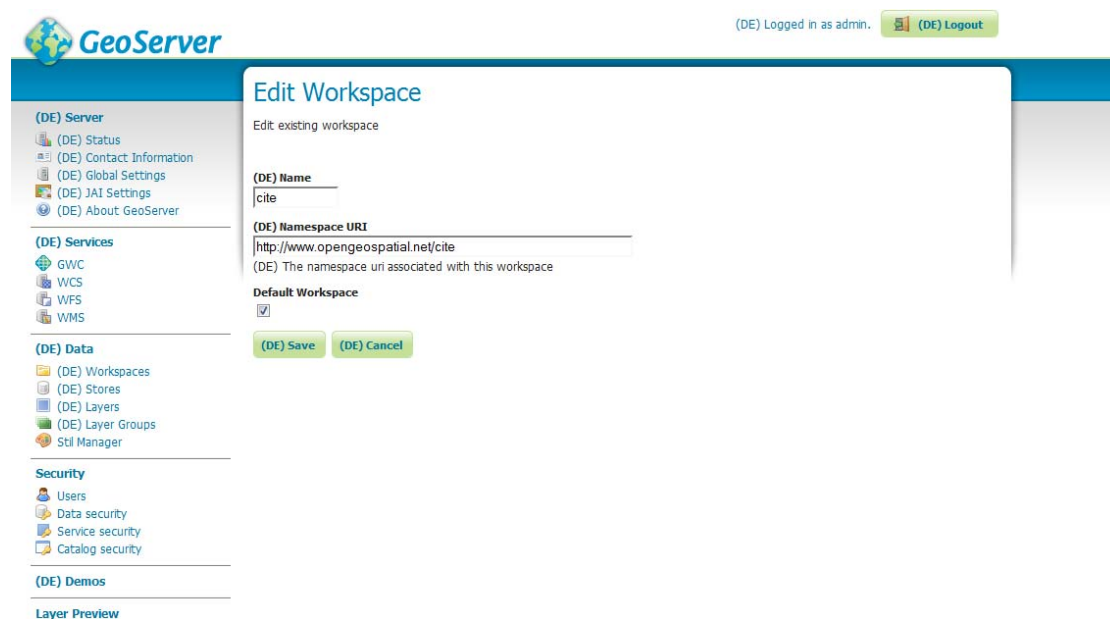 GeoServer
(DE) Logged in as admin.
(DE) Logout
(DE) Server
(DE) Status
(DE) Contact Information
(DE) Global Settings
(DE) JAI Settings
(DE) About GeoServer
(DE) Services
GWC
WCS
WFS
WMS
(DE) Data
(DE) Workspaces
(DE) Stores
(DE) Layers
(DE) Layer Groups
Stil Manager
Security
Users
Data security
Service security
Catalog security
(DE) Demos
Layer Preview
Edit Workspace
Edit existing workspace
(DE) Name
cite
(DE) Namespace URI
http://www.opengeospatial.net/cite
(DE) The namespace uri associated with this workspace
Default Workspace
(DE) Save
(DE) Cancel